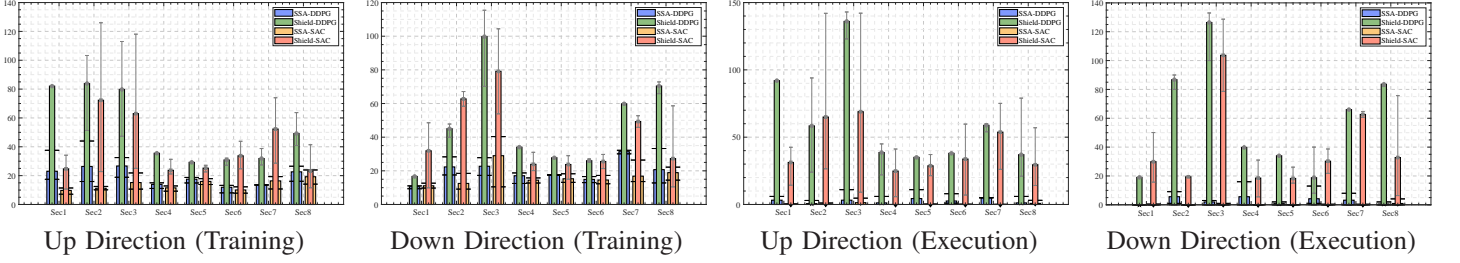 140
120
100
80
60
40
20
0
Sec1 Sec2 Sec3 Sec4 Sec5 Sec6 Sec7 Sec8
SSA-DDPG
Shield-DDPG
SSA-SAC
Shield-SAC
Up Direction (Training)
120
100
80
60
40
20
0
Sec1 Sec2 Sec3 Sec4 Sec5 Sec6 Sec7 Sec8
SSA-DDPG
Shield-DDPG
SSA-SAC
Shield-SAC
Down Direction (Training)
150
100
50
0
Sec1 Sec2 Sec3 Sec4 Sec5 Sec6 Sec7 Sec8
SSA-DDPG
Shield-DDPG
SSA-SAC
Shield-SAC
Up Direction (Execution)
140
120
100
80
60
40
20
0
Sec1 Sec2 Sec3 Sec4 Sec5 Sec6 Sec7 Sec8
SSA-DDPG
Shield-DDPG
SSA-SAC
Shield-SAC
Down Direction (Execution)